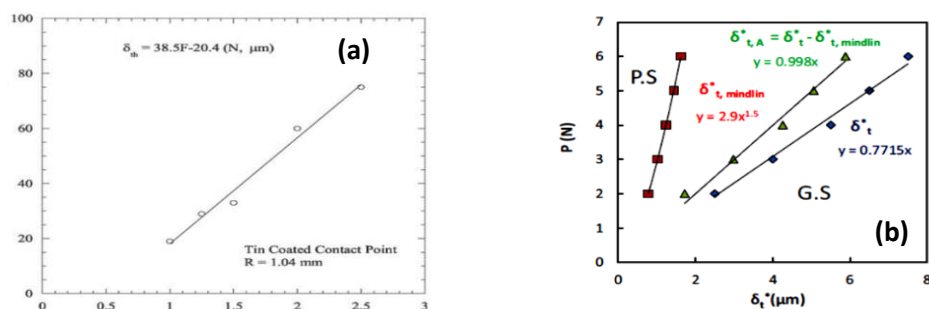 100
80
60
40
20
0
0
0.5
1
1.5
2
2.5
3
δth = 38.5F-20.4 (N, μm)
(a)
Tin Coated Contact Point
R = 1.04 mm
P (N)
7
6
5
4
3
2
1
0
0
2
4
6
8
δt*(μm)
δ*t, A = δ*t - δ*t, mindlin
y = 0.998x
P.S
δ*t, mindlin
y = 2.9x^1.5
δ*t
y = 0.7715x
G.S
(b)